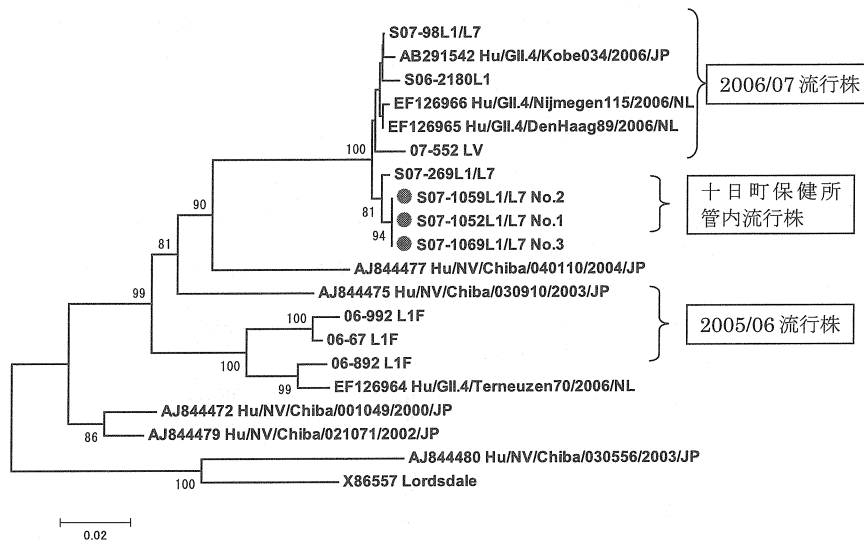 S07-98L1/L7
AB291542 Hu/GII.4/Kobe034/2006/JP
S06-2180L1
EF126966 Hu/GII.4/Nijmegen115/2006/NL
EF126965 Hu/GII.4/DenHaag89/2006/NL
07-552 LV
100
2006/07 流行株
S07-269L1/L7
S07-1059L1/L7 No.2
S07-1052L1/L7 No.1
S07-1069L1/L7 No.3
81
94
十日町保健所
管内流行株
90
AJ844477 Hu/NV/Chiba/040110/2004/JP
81
AJ844475 Hu/NV/Chiba/030910/2003/JP
99
06-992 L1F
100
06-67 L1F
06-892 L1F
100
99
EF126964 Hu/GII.4/Terneuzen70/2006/NL
2005/06 流行株
AJ844472 Hu/NV/Chiba/001049/2000/JP
86
AJ844479 Hu/NV/Chiba/021071/2002/JP
AJ844480 Hu/NV/Chiba/030556/2003/JP
100
X86557 Lordsdale
0.02